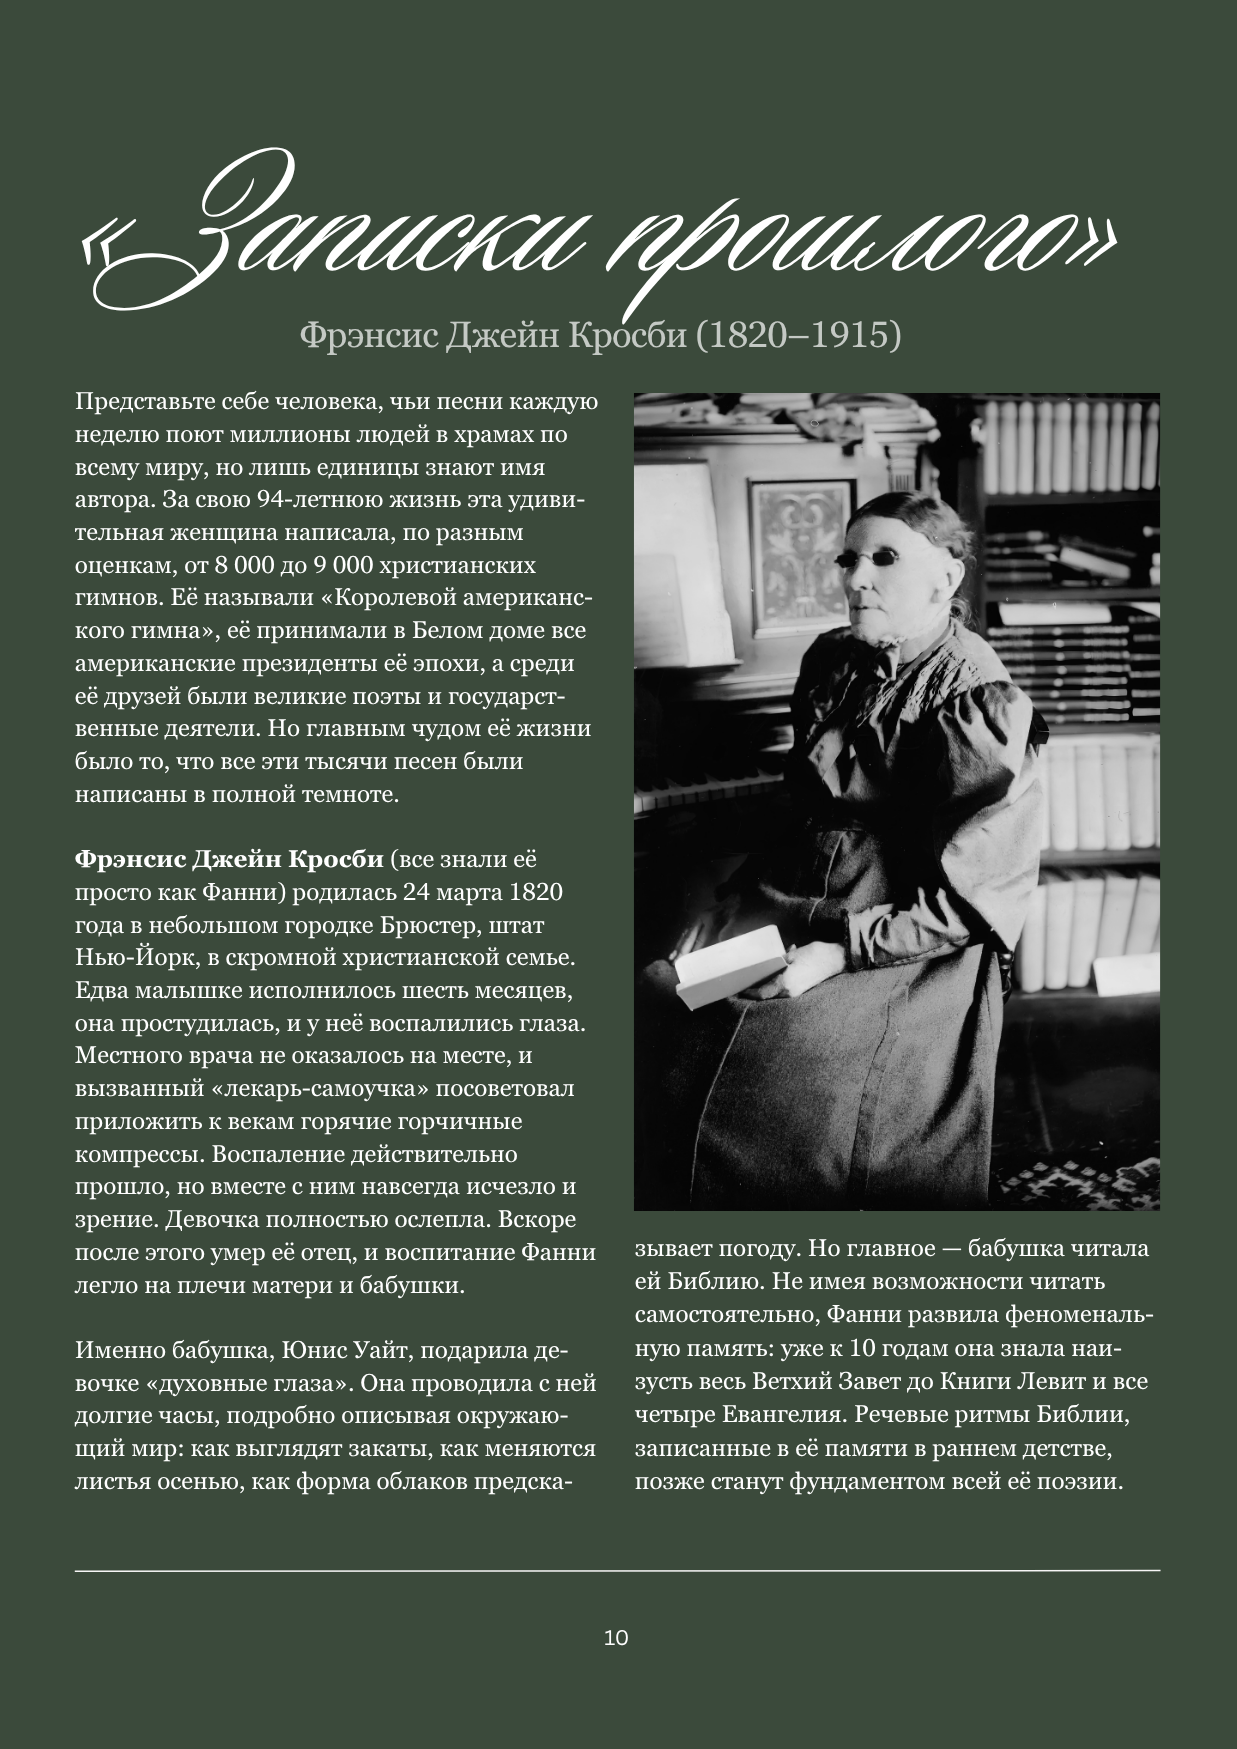 «Записки прошлого»
Фрэнсис Джейн Кросби (1820–1915)
Представьте себе человека, чьи песни каждую
неделю поют миллионы людей в храмах по
всему миру, но лишь единицы знают имя
автора. За свою 94-летнюю жизнь эта удиви-
тельная женщина написала, по разным
оценкам, от 8 000 до 9 000 христианских
гимнов. Её называли «Королевой американс-
кого гимна», её принимали в Белом доме все
американские президенты её эпохи, а среди
её друзей были великие поэты и государст-
венные деятели. Но главным чудом её жизни
было то, что все эти тысячи песен были
написаны в полной темноте.
Фрэнсис Джейн Кросби (все знали её
просто как Фанни) родилась 24 марта 1820
года в небольшом городке Брюстер, штат
Нью-Йорк, в скромной христианской семье.
Едва малышке исполнилось шесть месяцев,
она простудилась, и у неё воспалились глаза.
Местного врача не оказалось на месте, и
вызванный «лекарь-самоучка» посоветовал
приложить к векам горячие горчичные
компрессы. Воспаление действительно
прошло, но вместе с ним навсегда исчезло и
зрение. Девочка полностью ослепла. Вскоре
после этого умер её отец, и воспитание Фанни
легло на плечи матери и бабушки.
Именно бабушка, Юнис Уайт, подарила де-
вочке «духовные глаза». Она проводила с ней
долгие часы, подробно описывая окружаю-
щий мир: как выглядят закаты, как меняются
листья осенью, как форма облаков предска-
зывает погоду. Но главное — бабушка читала
ей Библию. Не имея возможности читать
самостоятельно, Фанни развила феноменаль-
ную память: уже к 10 годам она знала наи-
зусть весь Ветхий Завет до Книги Левит и все
четыре Евангелия. Речевые ритмы Библии,
записанные в её памяти в раннем детстве,
позже станут фундаментом всей её поэзии.
10